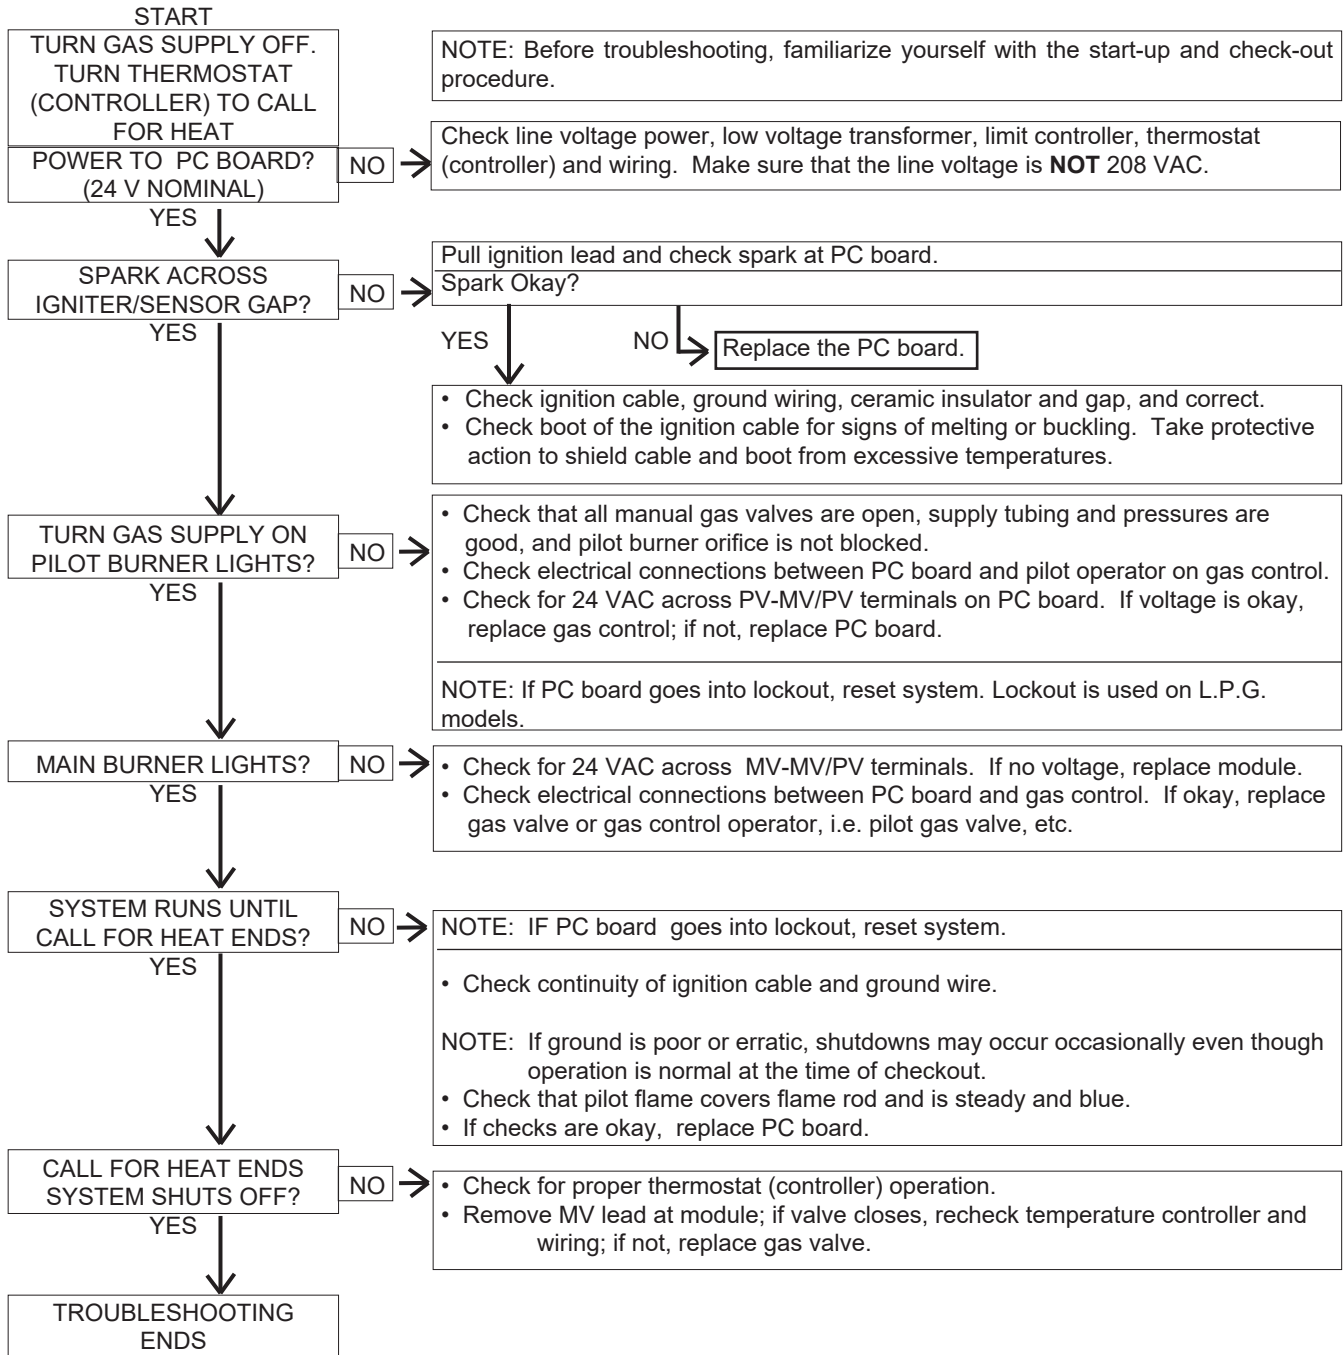 START
TURN GAS SUPPLY OFF.
TURN THERMOSTAT
(CONTROLLER) TO CALL
FOR HEAT
NOTE: Before troubleshooting, familiarize yourself with the start-up and check-out
procedure.
POWER TO PC BOARD?
(24 V NOMINAL)
NO
Check line voltage power, low voltage transformer, limit controller, thermostat
(controller) and wiring. Make sure that the line voltage is NOT 208 VAC.
YES
SPARK ACROSS
IGNITER/SENSOR GAP?
NO
Pull ignition lead and check spark at PC board.
Spark Okay?
YES
YES
NO
Replace the PC board.
• Check ignition cable, ground wiring, ceramic insulator and gap, and correct.
• Check boot of the ignition cable for signs of melting or buckling. Take protective
action to shield cable and boot from excessive temperatures.
TURN GAS SUPPLY ON
PILOT BURNER LIGHTS?
NO
• Check that all manual gas valves are open, supply tubing and pressures are
good, and pilot burner orifice is not blocked.
• Check electrical connections between PC board and pilot operator on gas control.
• Check for 24 VAC across PV-MV/PV terminals on PC board. If voltage is okay,
replace gas control; if not, replace PC board.
NOTE: If PC board goes into lockout, reset system. Lockout is used on L.P.G.
models.
YES
MAIN BURNER LIGHTS?
NO
• Check for 24 VAC across MV-MV/PV terminals. If no voltage, replace module.
• Check electrical connections between PC board and gas control. If okay, replace
gas valve or gas control operator, i.e. pilot gas valve, etc.
YES
SYSTEM RUNS UNTIL
CALL FOR HEAT ENDS?
NO
NOTE: IF PC board goes into lockout, reset system.
• Check continuity of ignition cable and ground wire.
NOTE: If ground is poor or erratic, shutdowns may occur occasionally even though
operation is normal at the time of checkout.
• Check that pilot flame covers flame rod and is steady and blue.
• If checks are okay, replace PC board.
YES
CALL FOR HEAT ENDS
SYSTEM SHUTS OFF?
NO
• Check for proper thermostat (controller) operation.
• Remove MV lead at module; if valve closes, recheck temperature controller and
wiring; if not, replace gas valve.
YES
TROUBLESHOOTING
ENDS